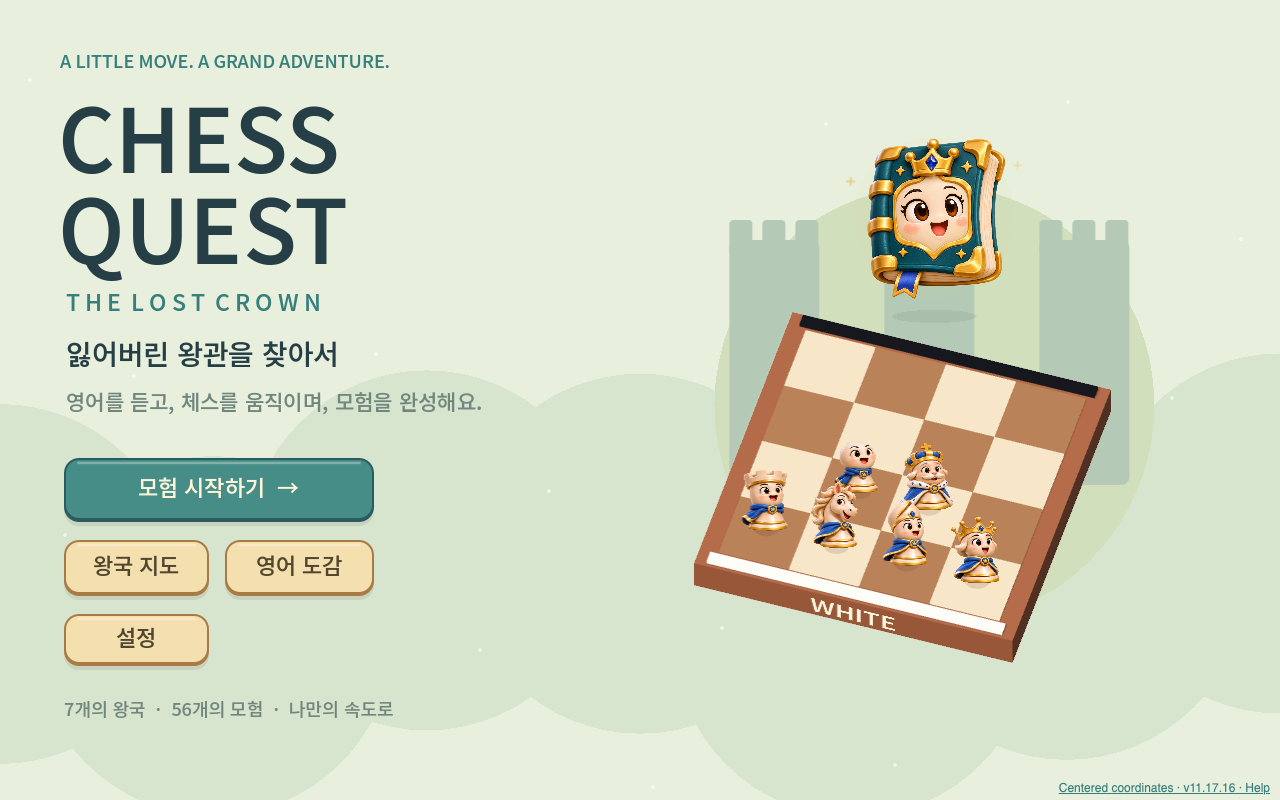 A LITTLE MOVE. A GRAND ADVENTURE.
CHESS
QUEST
THE LOST CROWN
잃어버린 왕관을 찾아서
영어를 듣고, 체스를 움직이며, 모험을 완성해요.
모험 시작하기 →
왕국 지도
영어 도감
설정
7개의 왕국 · 56개의 모험 · 나만의 속도로
WHITE
Centered coordinates · v11.17.16 · Help